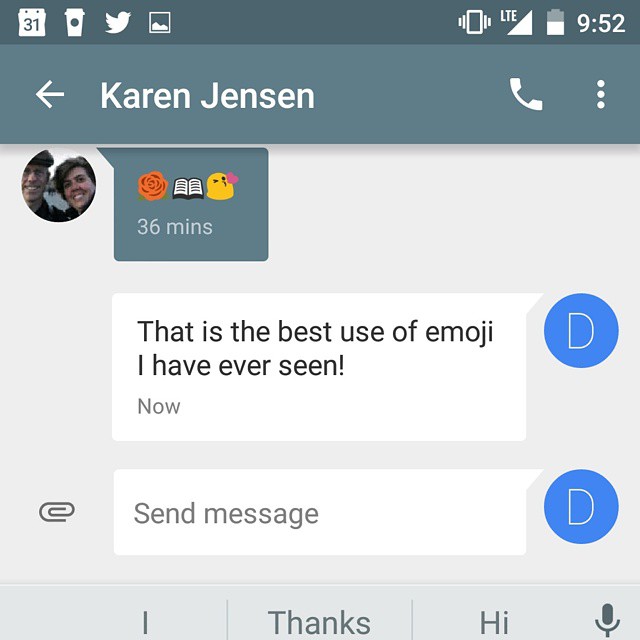 31
LTE
9:52
Karen Jensen
🌹📖😘
36 mins
That is the best use of emoji
I have ever seen!
Now
D
Send message
D
I
Thanks
Hi